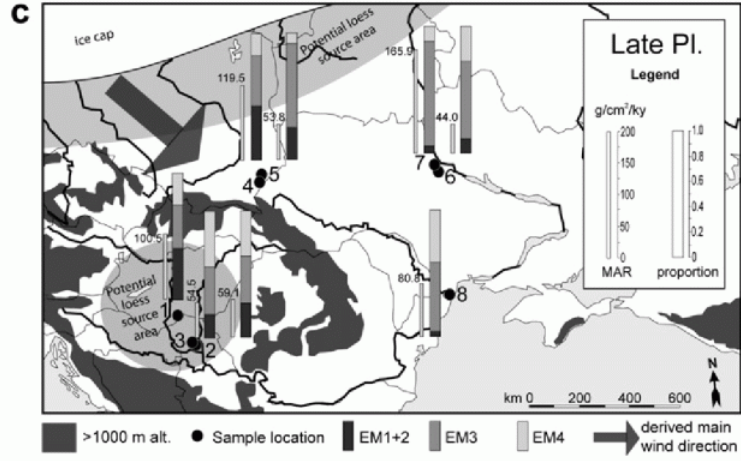 c
ice cap
Potential loess
source area
Late Pl.
Legend
g/cm²/ky
200
150
100
50
0
MAR
1.0
0.8
0.6
0.4
0.2
0
proportion
119.5
53.8
165.9
44.0
5
4
7
6
100.5
54.5
59.1
80.8
8
Potential
loess
source
area
3
2
N
km 0 200 400 600
>1000 m alt.
Sample location
EM1+2
EM3
EM4
derived main
wind direction